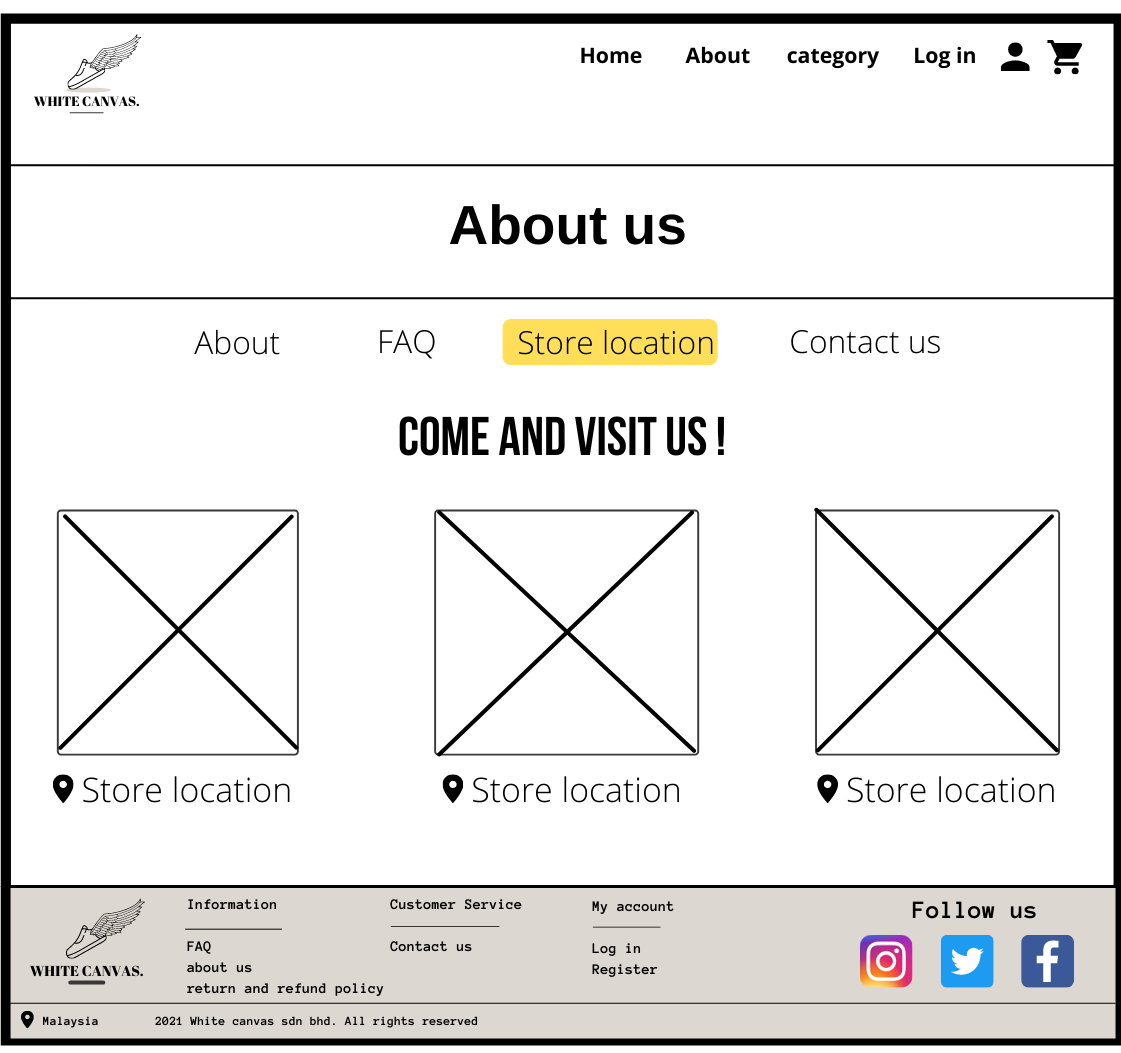 Home About category Log in
WHITE CANVAS.
About us
About FAQ Store location Contact us
COME AND VISIT US !
Store location Store location Store location
Information Customer Service My account Follow us
FAQ Contact us Log in
about us Register
return and refund policy
WHITE CANVAS.
Malaysia 2021 White canvas sdn bhd. All rights reserved